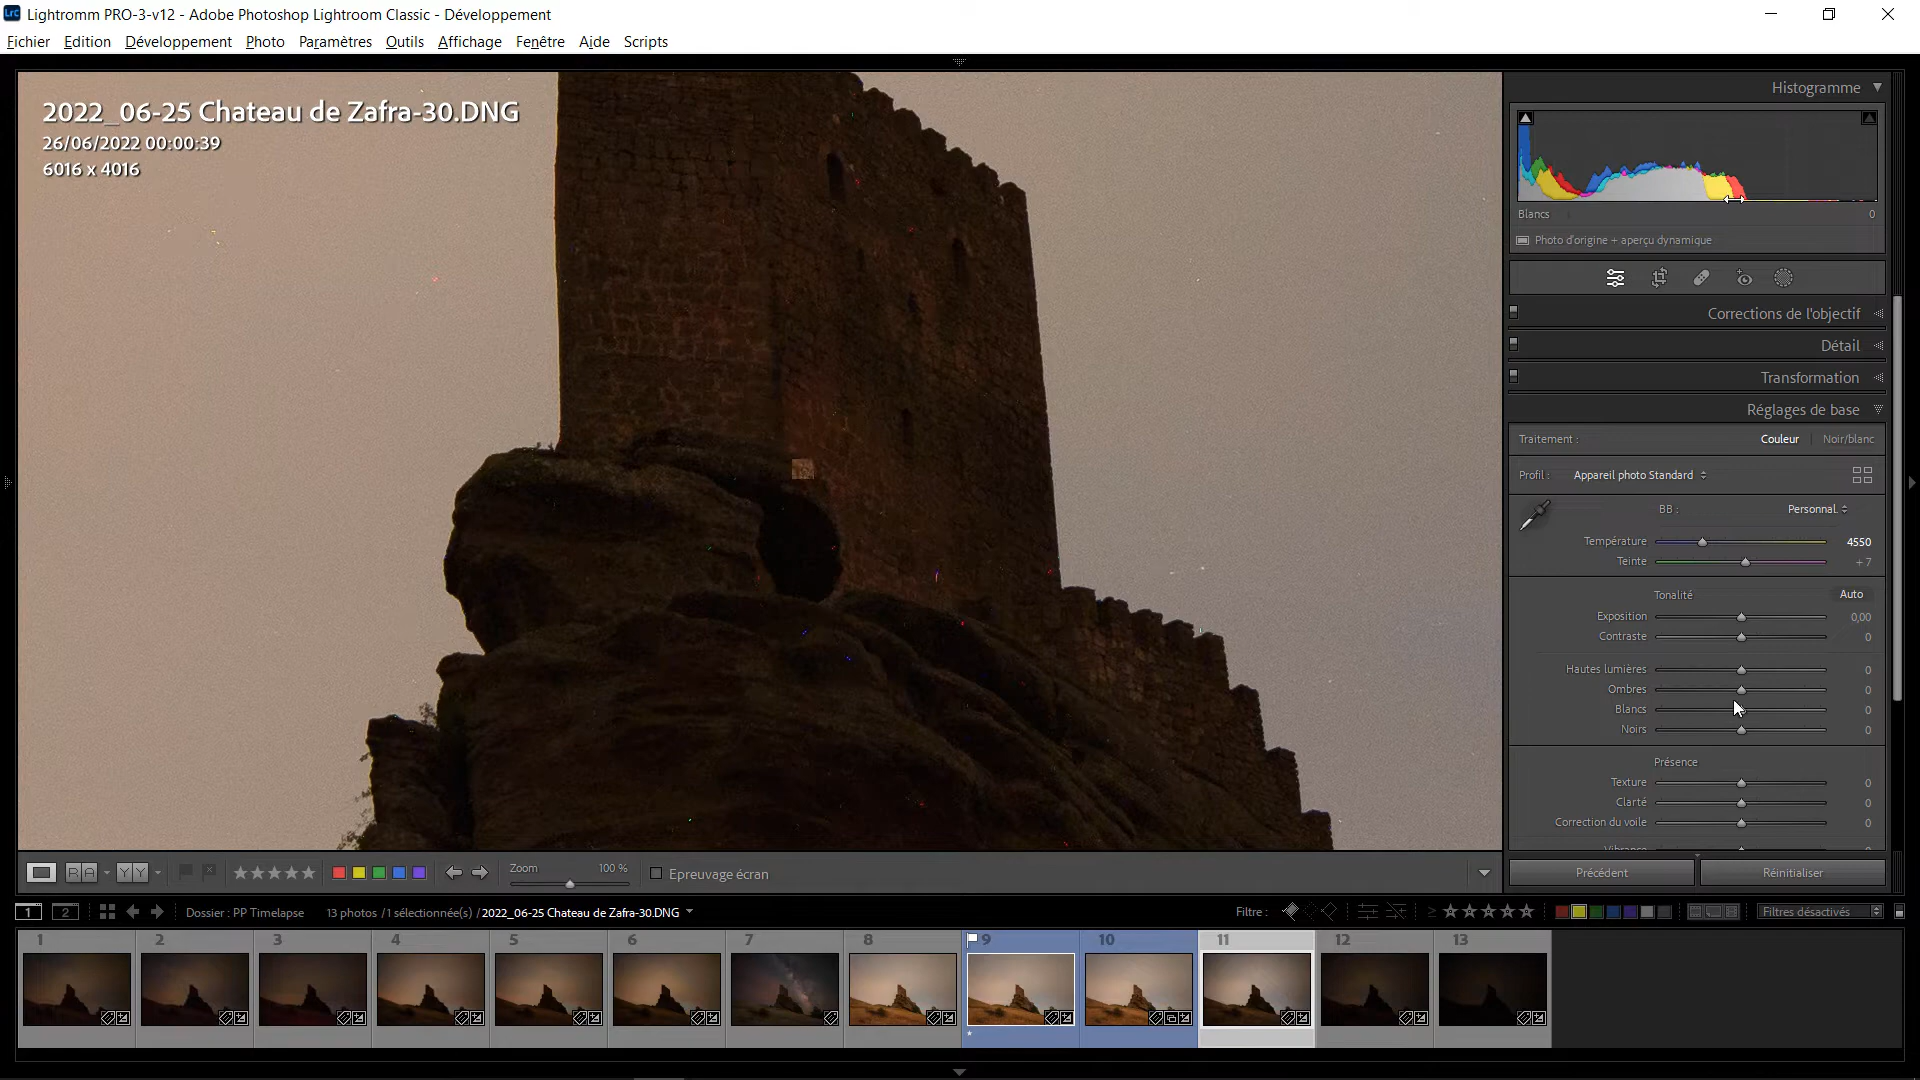 Lightromm PRO-3-v12 - Adobe Photoshop Lightroom Classic - Développement
Fichier Edition Développement Photo Paramètres Outils Affichage Fenêtre Aide Scripts
2022_06-25 Chateau de Zafra-30.DNG
26/06/2022 00:00:39
6016 x 4016
Histogramme
Blancs 0
Photo d'origine + aperçu dynamique
Corrections de l'objectif
Détail
Transformation
Réglages de base
Traitement : Couleur Noir/blanc
Profil : Appareil photo Standard
BB : Personnal.
Température 4550
Teinte + 7
Tonalité Auto
Exposition 0,00
Contraste 0
Hautes lumières 0
Ombres 0
Blancs 0
Noirs 0
Présence
Texture 0
Clarté 0
Correction du voile 0
Vibrance
Précédent Réinitialiser
R A Y Y Zoom 100 % Epreuvage écran
1 2 Dossier : PP Timelapse 13 photos /1 sélectionnée(s) /2022_06-25 Chateau de Zafra-30.DNG Filtre : Filtres désactivés
1 2 3 4 5 6 7 8 9 10 11 12 13